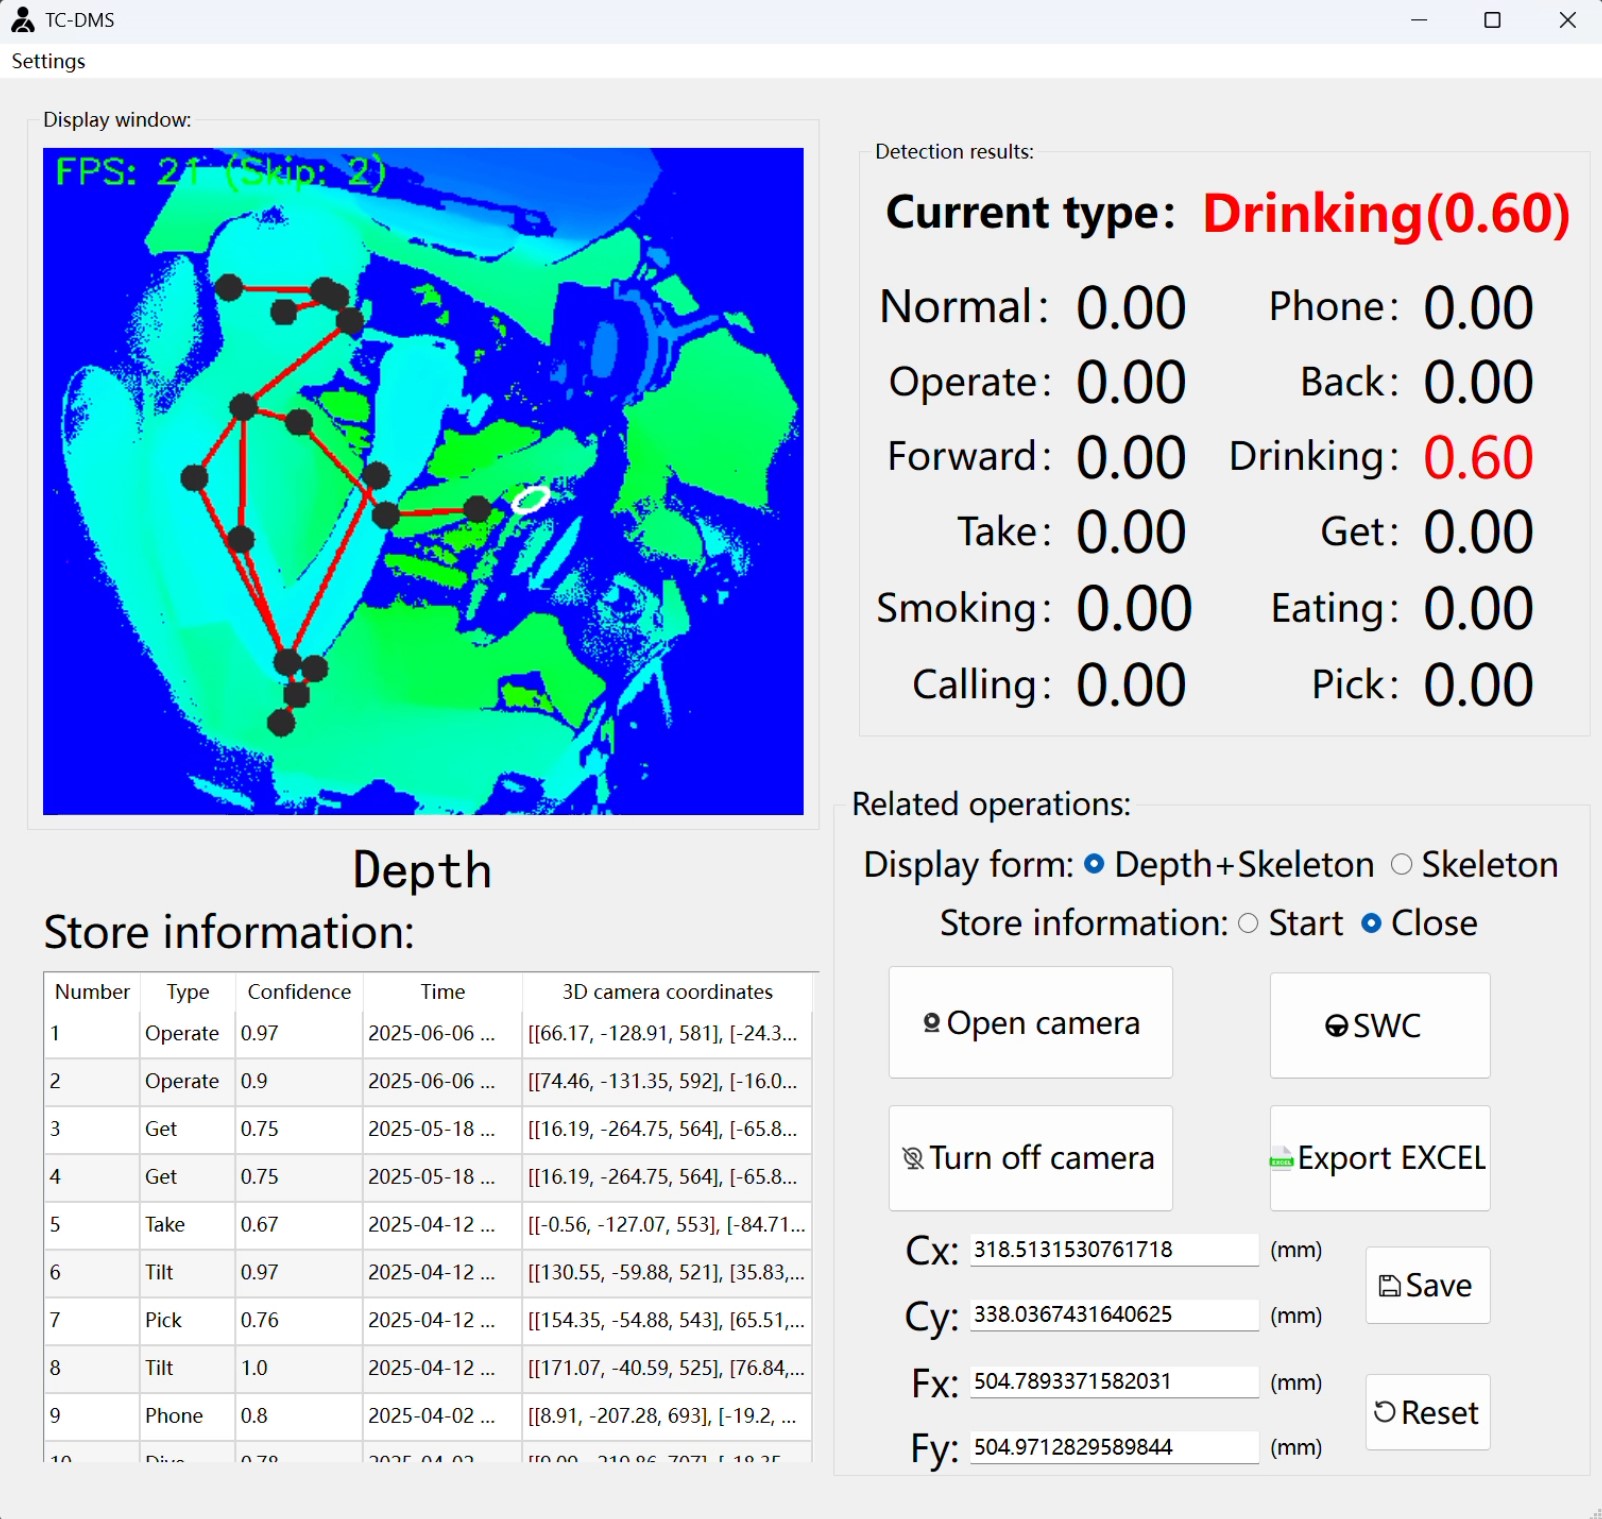 TC-DMS
Settings
Display window:
FPS: 21 (Skip: 2)
Depth
Detection results:
Current type: Drinking(0.60)
Normal: 0.00 Phone: 0.00
Operate: 0.00 Back: 0.00
Forward: 0.00 Drinking: 0.60
Take: 0.00 Get: 0.00
Smoking: 0.00 Eating: 0.00
Calling: 0.00 Pick: 0.00
Store information:
Number Type Confidence Time 3D camera coordinates
1 Operate 0.97 2025-06-06 ... [[66.17, -128.91, 581], [-24.3...
2 Operate 0.9 2025-06-06 ... [[74.46, -131.35, 592], [-16.0...
3 Get 0.75 2025-05-18 ... [[16.19, -264.75, 564], [-65.8...
4 Get 0.75 2025-05-18 ... [[16.19, -264.75, 564], [-65.8...
5 Take 0.67 2025-04-12 ... [[-0.56, -127.07, 553], [-84.71...
6 Tilt 0.97 2025-04-12 ... [[130.55, -59.88, 521], [35.83,...
7 Pick 0.76 2025-04-12 ... [[154.35, -54.88, 543], [65.51,...
8 Tilt 1.0 2025-04-12 ... [[171.07, -40.59, 525], [76.84,...
9 Phone 0.8 2025-04-02 ... [[8.91, -207.28, 693], [-19.2, ...
Related operations:
Display form: Depth+Skeleton Skeleton
Store information: Start Close
Open camera SWC
Turn off camera Export EXCEL
Cx: 318.5131530761718 (mm)
Cy: 338.0367431640625 (mm)
Save
Fx: 504.7893371582031 (mm)
Fy: 504.9712829589844 (mm)
Reset